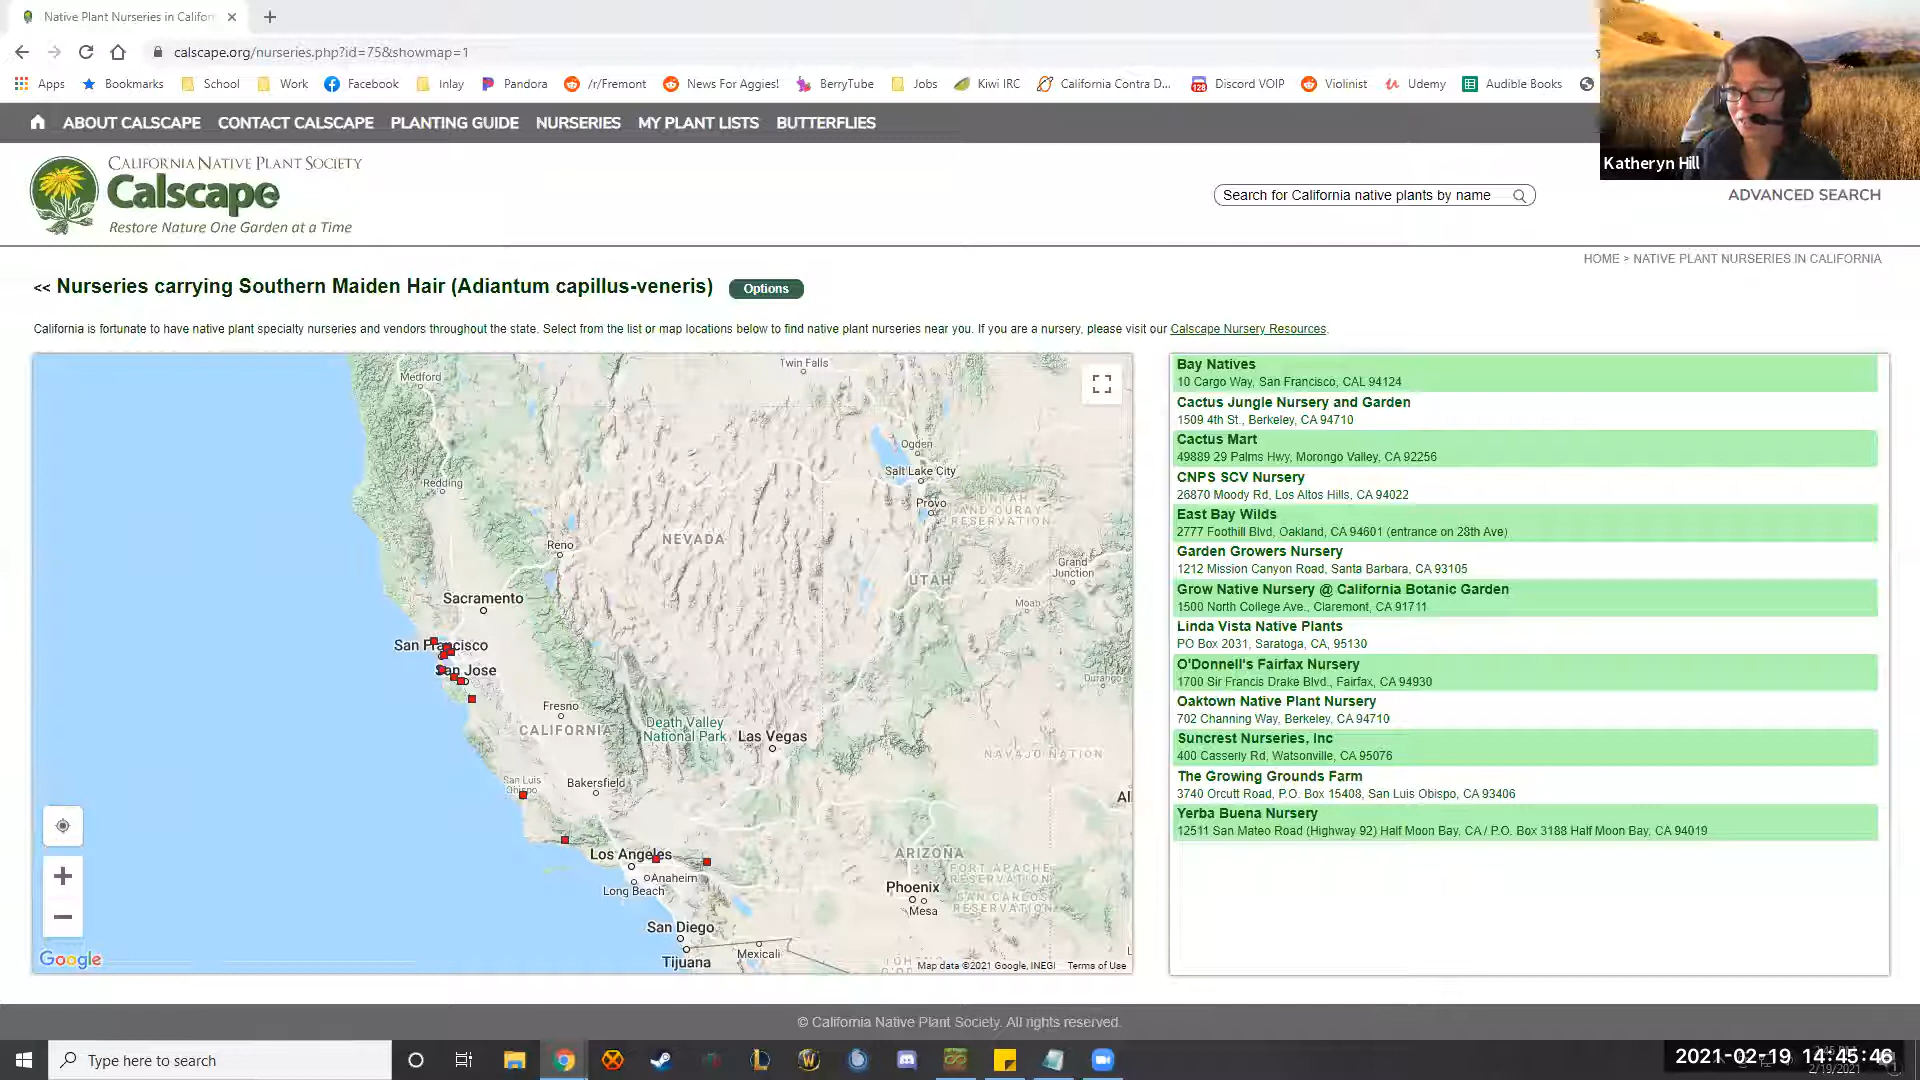 Native Plant Nurseries in Califor
calscape.org/nurseries.php?id=75&showmap=1
Apps Bookmarks School Work Facebook Inlay Pandora /r/Fremont News For Aggies! BerryTube Jobs Kiwi IRC California Contra D... Discord VOIP Violinist Udemy Audible Books
Katheryn Hill
ABOUT CALSCAPE CONTACT CALSCAPE PLANTING GUIDE NURSERIES MY PLANT LISTS BUTTERFLIES
CALIFORNIA NATIVE PLANT SOCIETY
Calscape
Restore Nature One Garden at a Time
Search for California native plants by name
ADVANCED SEARCH
HOME > NATIVE PLANT NURSERIES IN CALIFORNIA
<< Nurseries carrying Southern Maiden Hair (Adiantum capillus-veneris) Options
California is fortunate to have native plant specialty nurseries and vendors throughout the state. Select from the list or map locations below to find native plant nurseries near you. If you are a nursery, please visit our Calscape Nursery Resources.
Twin Falls
Medford
Ogden
Salt Lake City
Redding
Provo
UINTAH
AND OURAY
RESERVATION
NEVADA
Reno
Grand
Junction
UTAH
Sacramento
Moab
San Francisco
San Jose
Durango
Fresno
CALIFORNIA
Death Valley
National Park
Las Vegas
NAVAJO NATION
San Luis
Obispo
Bakersfield
Al
Los Angeles
ARIZONA
FORT APACHE
RESERVATION
Anaheim
Long Beach
Phoenix
SAN CARLOS
RESERVATION
Mesa
San Diego
Mexicali
Tijuana
Google
Map data ©2021 Google, INEGI Terms of Use
Bay Natives
10 Cargo Way, San Francisco, CAL 94124
Cactus Jungle Nursery and Garden
1509 4th St., Berkeley, CA 94710
Cactus Mart
49889 29 Palms Hwy, Morongo Valley, CA 92256
CNPS SCV Nursery
26870 Moody Rd, Los Altos Hills, CA 94022
East Bay Wilds
2777 Foothill Blvd, Oakland, CA 94601 (entrance on 28th Ave)
Garden Growers Nursery
1212 Mission Canyon Road, Santa Barbara, CA 93105
Grow Native Nursery @ California Botanic Garden
1500 North College Ave., Claremont, CA 91711
Linda Vista Native Plants
PO Box 2031, Saratoga, CA, 95130
O'Donnell's Fairfax Nursery
1700 Sir Francis Drake Blvd., Fairfax, CA 94930
Oaktown Native Plant Nursery
702 Channing Way, Berkeley, CA 94710
Suncrest Nurseries, Inc
400 Casserly Rd, Watsonville, CA 95076
The Growing Grounds Farm
3740 Orcutt Road, P.O. Box 15408, San Luis Obispo, CA 93406
Yerba Buena Nursery
12511 San Mateo Road (Highway 92) Half Moon Bay, CA / P.O. Box 3188 Half Moon Bay, CA 94019
© California Native Plant Society. All rights reserved.
Type here to search
2021-02-19 14:45:46
2/19/2021